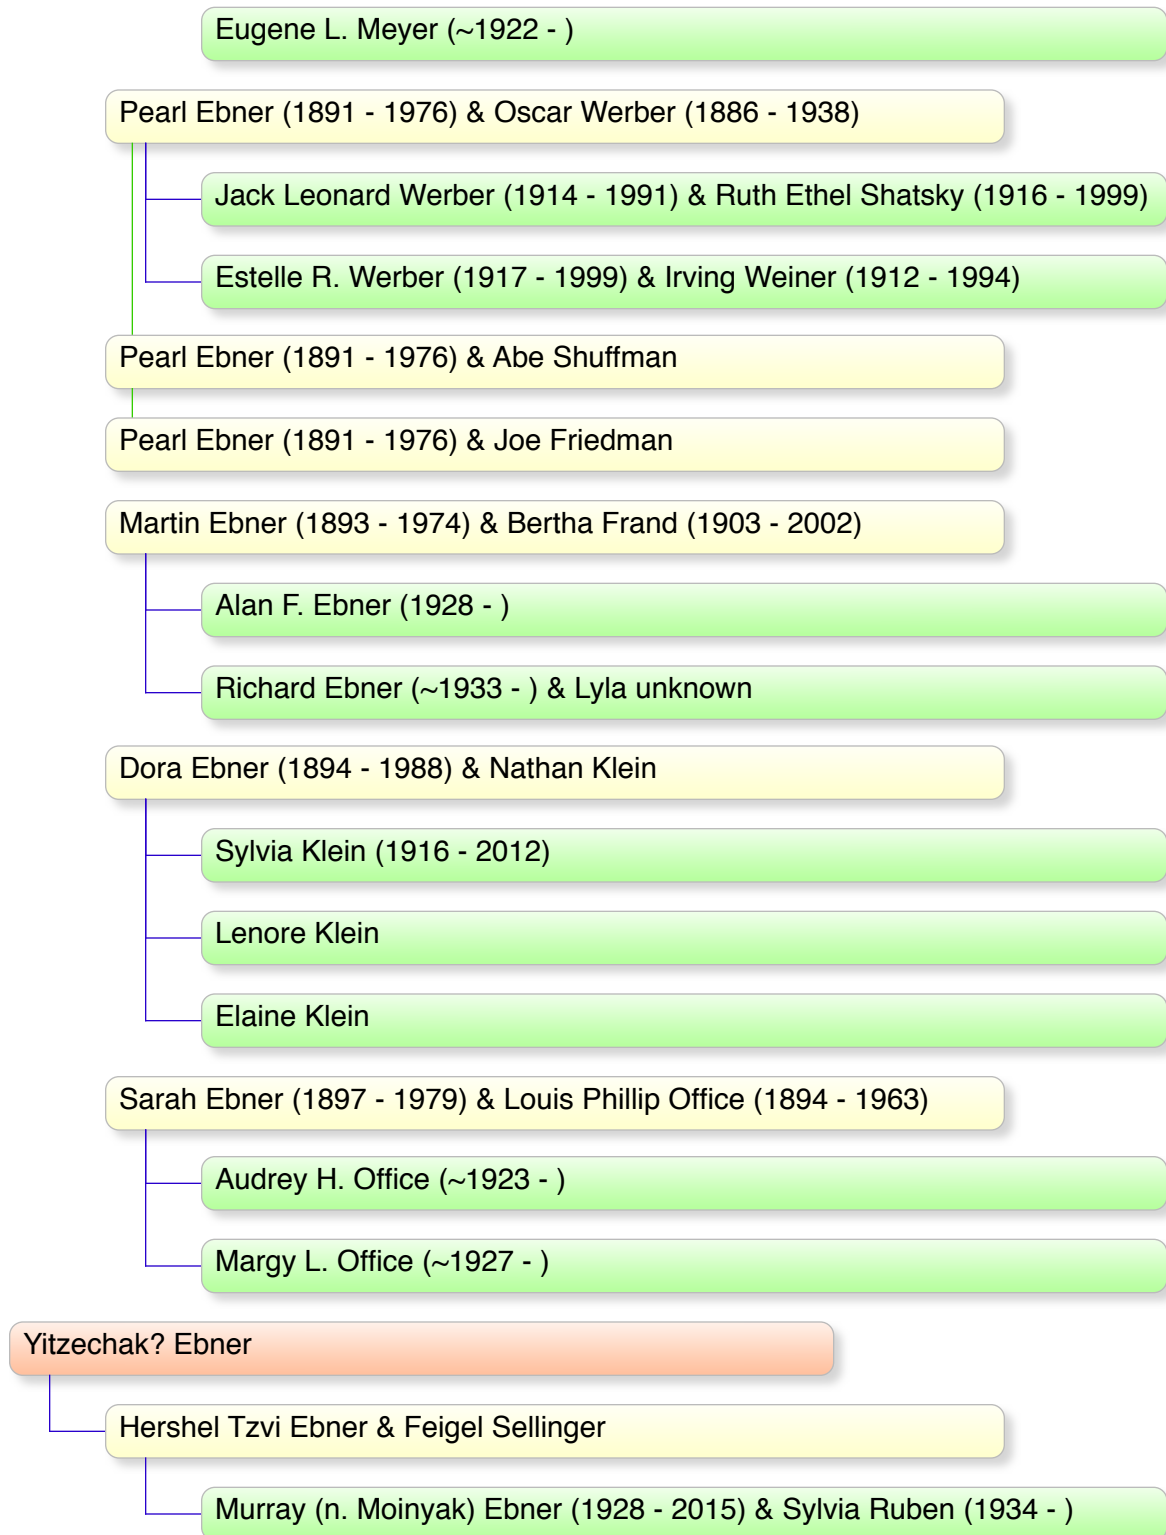 Eugene L. Meyer (~1922 - )
Pearl Ebner (1891 - 1976) & Oscar Werber (1886 - 1938)
Jack Leonard Werber (1914 - 1991) & Ruth Ethel Shatsky (1916 - 1999)
Estelle R. Werber (1917 - 1999) & Irving Weiner (1912 - 1994)
Pearl Ebner (1891 - 1976) & Abe Shuffman
Pearl Ebner (1891 - 1976) & Joe Friedman
Martin Ebner (1893 - 1974) & Bertha Frand (1903 - 2002)
Alan F. Ebner (1928 - )
Richard Ebner (~1933 - ) & Lyla unknown
Dora Ebner (1894 - 1988) & Nathan Klein
Sylvia Klein (1916 - 2012)
Lenore Klein
Elaine Klein
Sarah Ebner (1897 - 1979) & Louis Phillip Office (1894 - 1963)
Audrey H. Office (~1923 - )
Margy L. Office (~1927 - )
Yitzechak? Ebner
Hershel Tzvi Ebner & Feigel Sellinger
Murray (n. Moinyak) Ebner (1928 - 2015) & Sylvia Ruben (1934 - )